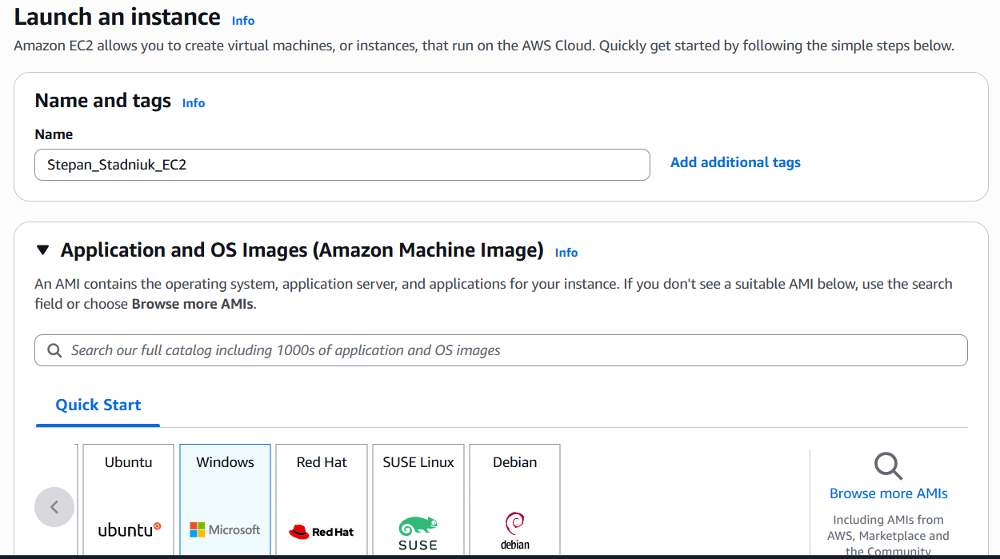 Launch an instance Info
Amazon EC2 allows you to create virtual machines, or instances, that run on the AWS Cloud. Quickly get started by following the simple steps below.
Name and tags Info
Name
Stepan_Stadniuk_EC2
Add additional tags
Application and OS Images (Amazon Machine Image) Info
An AMI contains the operating system, application server, and applications for your instance. If you don't see a suitable AMI below, use the search
field or choose Browse more AMIs.
Search our full catalog including 1000s of application and OS images
Quick Start
Ubuntu
ubuntu
Windows
Microsoft
Red Hat
Red Hat
SUSE Linux
SUSE
Debian
debian
Browse more AMIs
Including AMIs from
AWS, Marketplace and
the Community